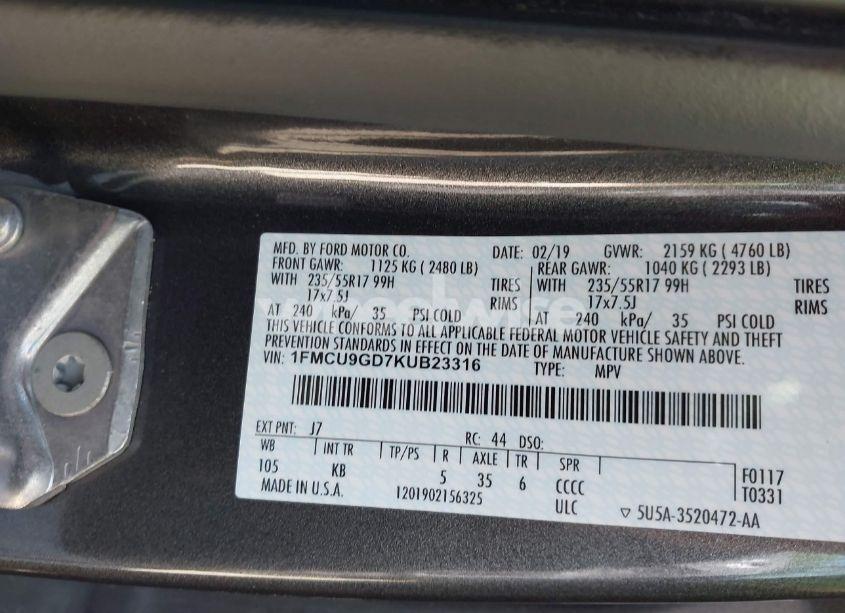 MFD. BY FORD MOTOR CO. DATE: 02/19 GVWR: 2159 KG ( 4760 LB)
FRONT GAWR: 1125 KG ( 2480 LB) REAR GAWR: 1040 KG ( 2293 LB)
WITH 235/55R17 99H TIRES WITH 235/55R17 99H TIRES
17x7.5J RIMS 17x7.5J RIMS
AT 240 kPa/ 35 PSI COLD AT 240 kPa/ 35 PSI COLD
THIS VEHICLE CONFORMS TO ALL APPLICABLE FEDERAL MOTOR VEHICLE SAFETY AND THEFT
PREVENTION STANDARDS IN EFFECT ON THE DATE OF MANUFACTURE SHOWN ABOVE.
VIN: 1FMCU9GD7KUB23316 TYPE: MPV
EXT PNT: J7 RC: 44 DSO:
WB INT TR TP/PS R AXLE TR SPR F0117
105 KB 5 35 6 CCCC T0331
MADE IN U.S.A. 1201902156325 ULC ▽ 5U5A-3520472-AA